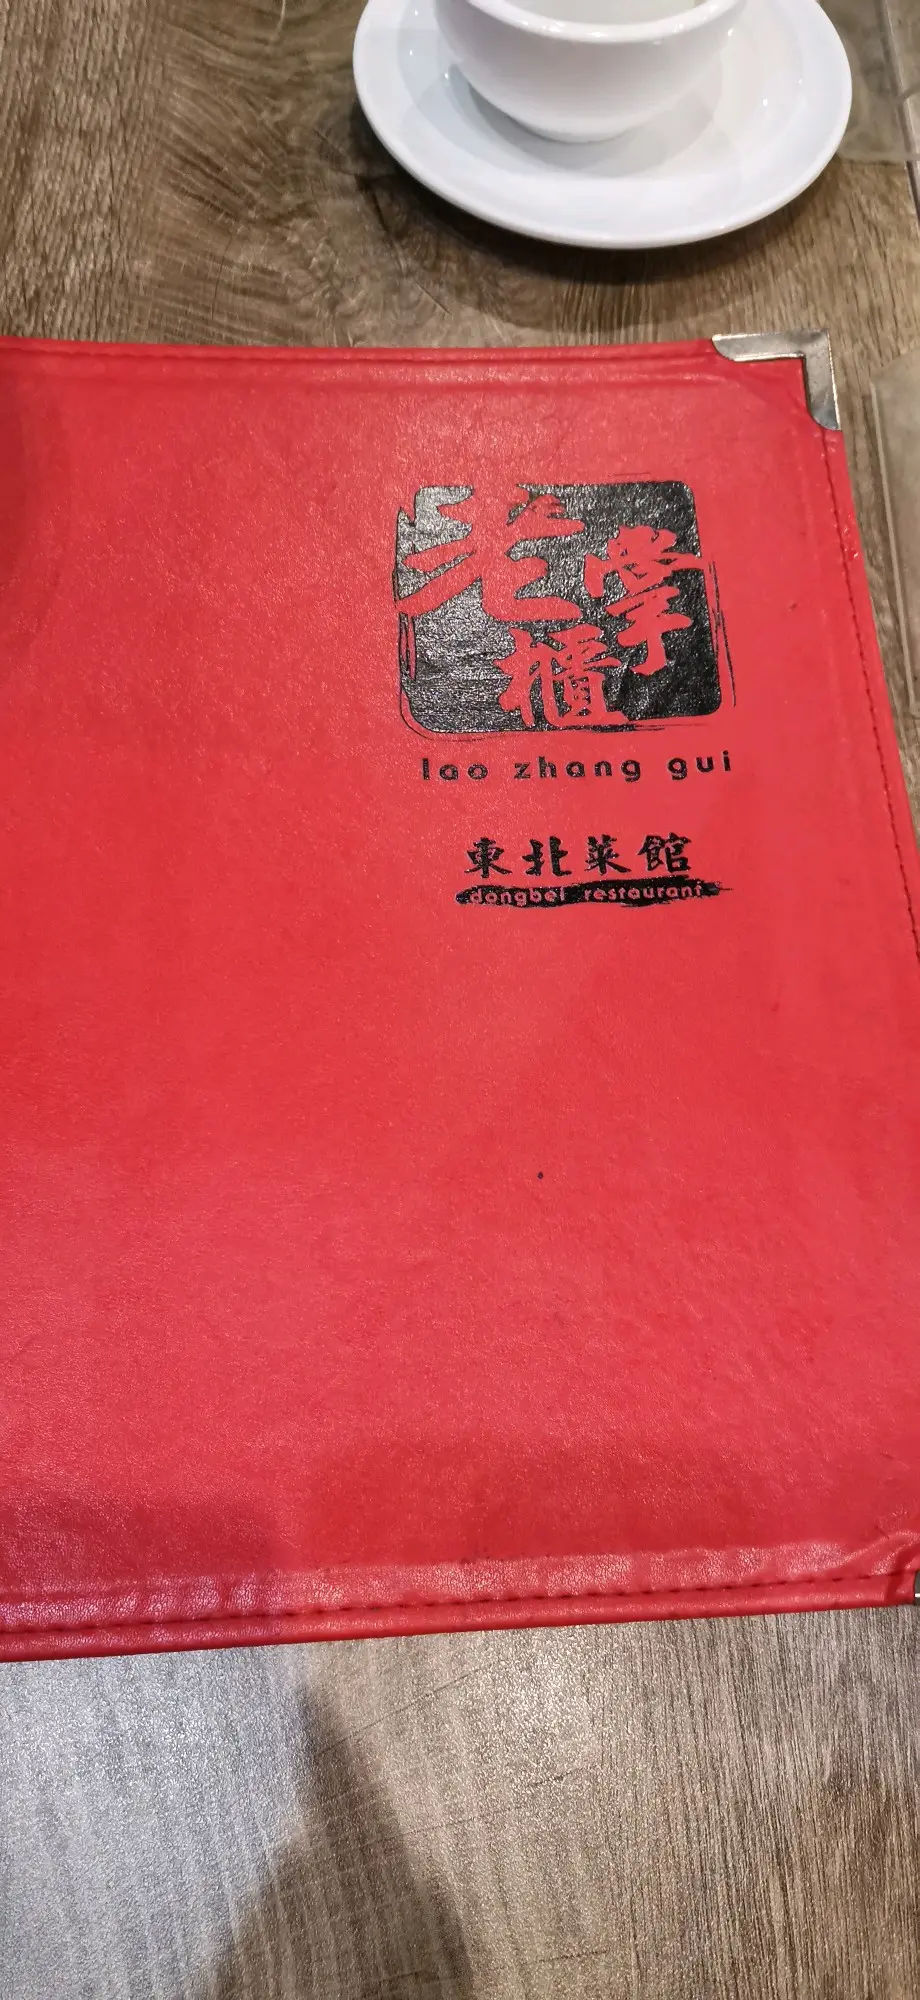 老掌櫃
lao zhang gui
東北菜館
dongbei restaurant